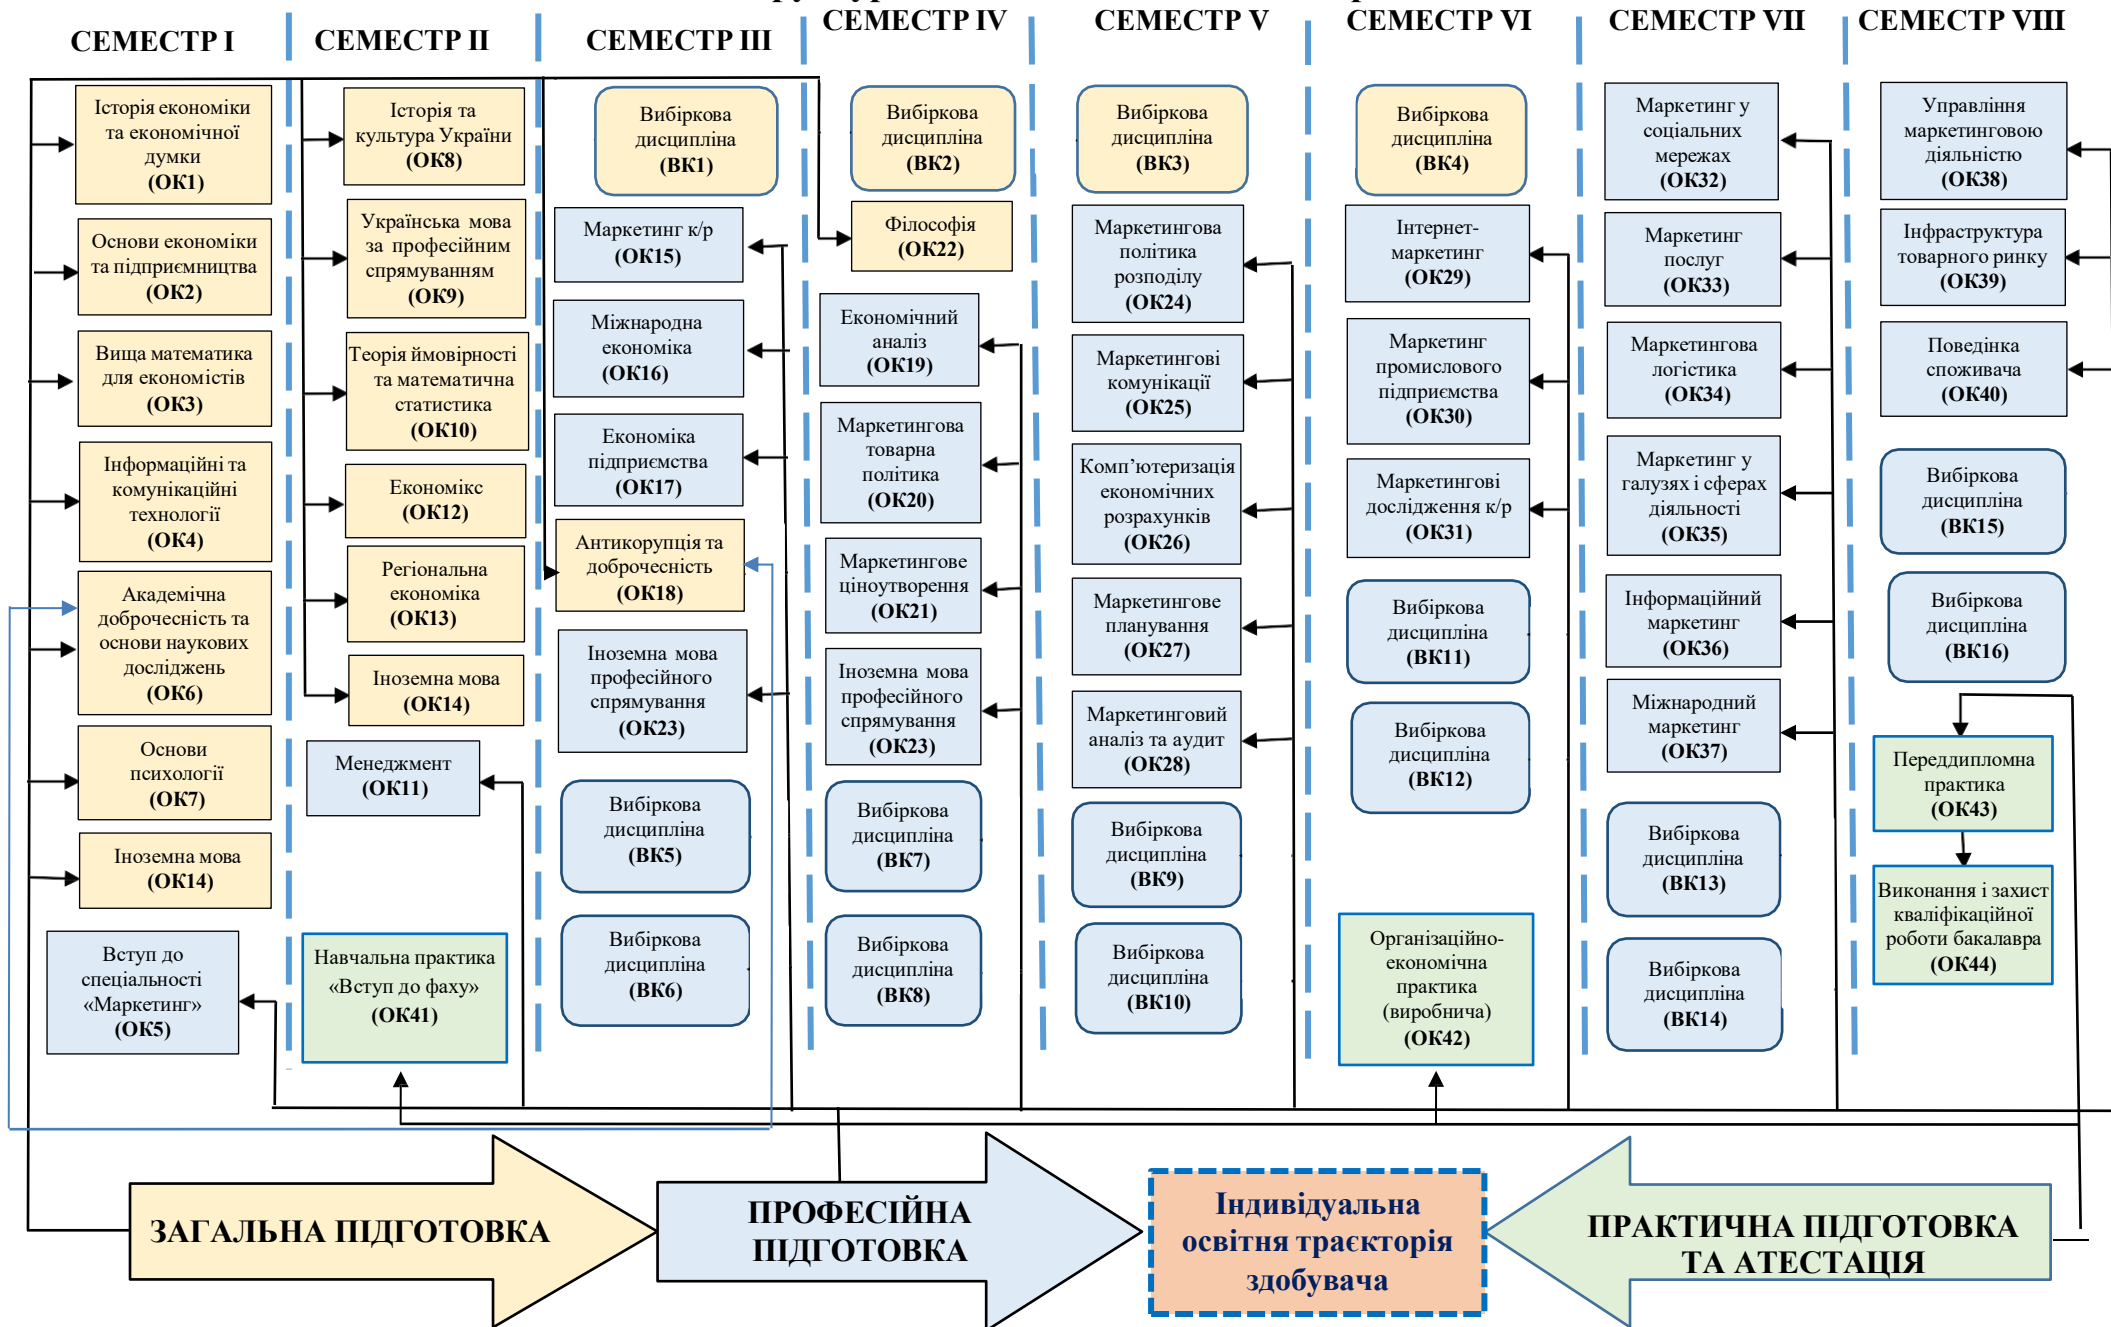 СЕМЕСТР I
СЕМЕСТР II
СЕМЕСТР III
СЕМЕСТР IV
СЕМЕСТР V
СЕМЕСТР VI
СЕМЕСТР VII
СЕМЕСТР VIII
Історія економіки
та економічної
думки
(ОК1)
Основи економіки
та підприємництва
(ОК2)
Вища математика
для економістів
(ОК3)
Інформаційні та
комунікаційні
технології
(ОК4)
Академічна
доброчесність та
основи наукових
досліджень
(ОК6)
Основи
психології
(ОК7)
Іноземна мова
(ОК14)
Вступ до
спеціальності
«Маркетинг»
(ОК5)
Історія та
культура України
(ОК8)
Українська мова
за професійним
спрямуванням
(ОК9)
Теорія ймовірності
та математична
статистика
(ОК10)
Економікс
(ОК12)
Регіональна
економіка
(ОК13)
Іноземна мова
(ОК14)
Менеджмент
(ОК11)
Навчальна практика
«Вступ до фаху»
(ОК41)
Вибіркова
дисципліна
(ВК1)
Маркетинг к/р
(ОК15)
Міжнародна
економіка
(ОК16)
Економіка
підприємства
(ОК17)
Антикорупція та
доброчесність
(ОК18)
Іноземна мова
професійного
спрямування
(ОК23)
Вибіркова
дисципліна
(ВК5)
Вибіркова
дисципліна
(ВК6)
Вибіркова
дисципліна
(ВК2)
Філософія
(ОК22)
Економічний
аналіз
(ОК19)
Маркетингова
товарна
політика
(ОК20)
Маркетингове
ціноутворення
(ОК21)
Іноземна мова
професійного
спрямування
(ОК23)
Вибіркова
дисципліна
(ВК7)
Вибіркова
дисципліна
(ВК8)
Вибіркова
дисципліна
(ВК3)
Маркетингова
політика
розподілу
(ОК24)
Маркетингові
комунікації
(ОК25)
Комп’ютеризація
економічних
розрахунків
(ОК26)
Маркетингове
планування
(ОК27)
Маркетинговий
аналіз та аудит
(ОК28)
Вибіркова
дисципліна
(ВК9)
Вибіркова
дисципліна
(ВК10)
Вибіркова
дисципліна
(ВК4)
Інтернет-
маркетинг
(ОК29)
Маркетинг
промислового
підприємства
(ОК30)
Маркетингові
дослідження к/р
(ОК31)
Вибіркова
дисципліна
(ВК11)
Вибіркова
дисципліна
(ВК12)
Організаційно-
економічна
практика
(виробнича)
(ОК42)
Маркетинг у
соціальних
мережах
(ОК32)
Маркетинг
послуг
(ОК33)
Маркетингова
логістика
(ОК34)
Маркетинг у
галузях і сферах
діяльності
(ОК35)
Інформаційний
маркетинг
(ОК36)
Міжнародний
маркетинг
(ОК37)
Вибіркова
дисципліна
(ВК13)
Вибіркова
дисципліна
(ВК14)
Управління
маркетинговою
діяльністю
(ОК38)
Інфраструктура
товарного ринку
(ОК39)
Поведінка
споживача
(ОК40)
Вибіркова
дисципліна
(ВК15)
Вибіркова
дисципліна
(ВК16)
Переддипломна
практика
(ОК43)
Виконання і захист
кваліфікаційної
роботи бакалавра
(ОК44)
ЗАГАЛЬНА ПІДГОТОВКА
ПРОФЕСІЙНА
ПІДГОТОВКА
Індивідуальна
освітня траєкторія
здобувача
ПРАКТИЧНА ПІДГОТОВКА
ТА АТЕСТАЦІЯ